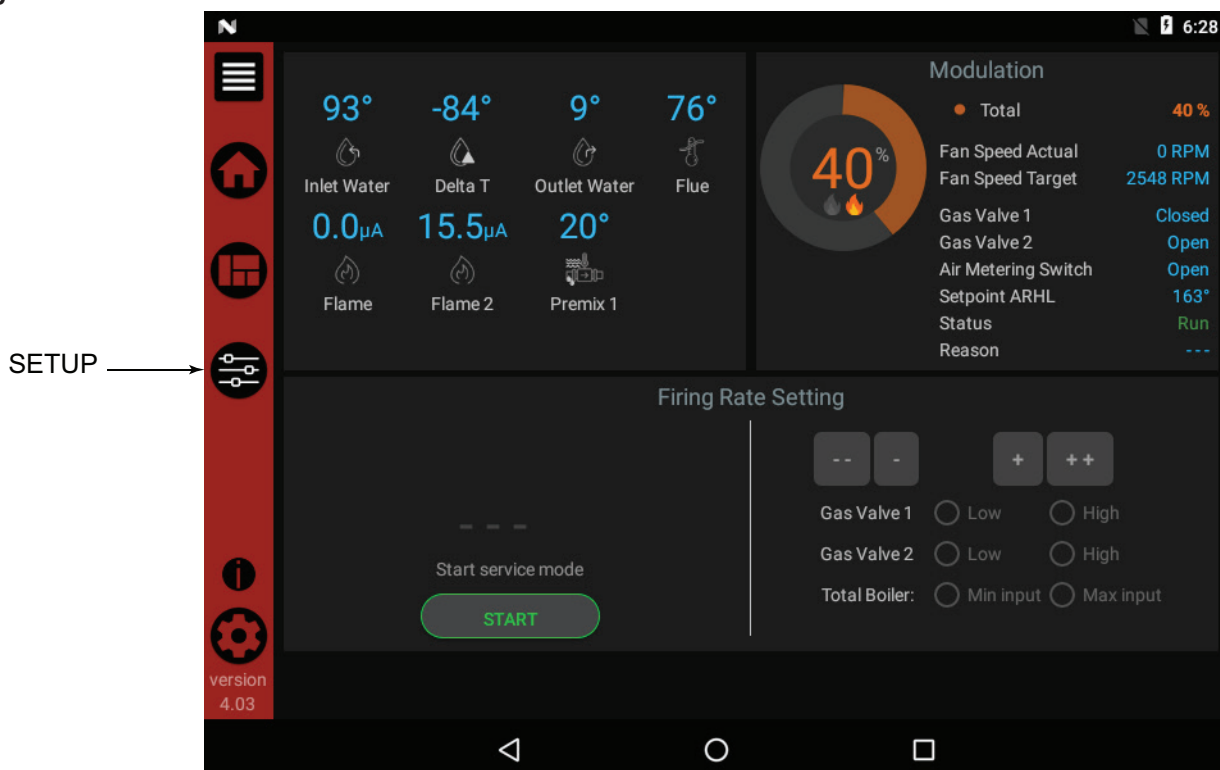 6:28
93° -84° 9° 76°
Inlet Water Delta T Outlet Water Flue
0.0µA 15.5µA 20°
Flame Flame 2 Premix 1
Modulation
40%
Total 40 %
Fan Speed Actual 0 RPM
Fan Speed Target 2548 RPM
Gas Valve 1 Closed
Gas Valve 2 Open
Air Metering Switch Open
Setpoint ARHL 163°
Status Run
Reason ---
SETUP
Firing Rate Setting
---
Start service mode
START
-- - + ++
Gas Valve 1 Low High
Gas Valve 2 Low High
Total Boiler: Min input Max input
version
4.03